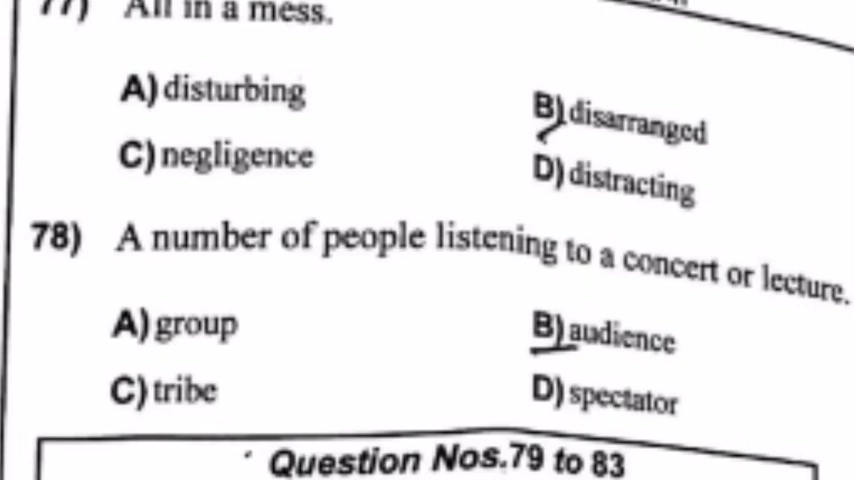 77) All in a mess.
A) disturbing B) disarranged
C) negligence D) distracting
78) A number of people listening to a concert or lecture.
A) group B) audience
C) tribe D) spectator
Question Nos.79 to 83